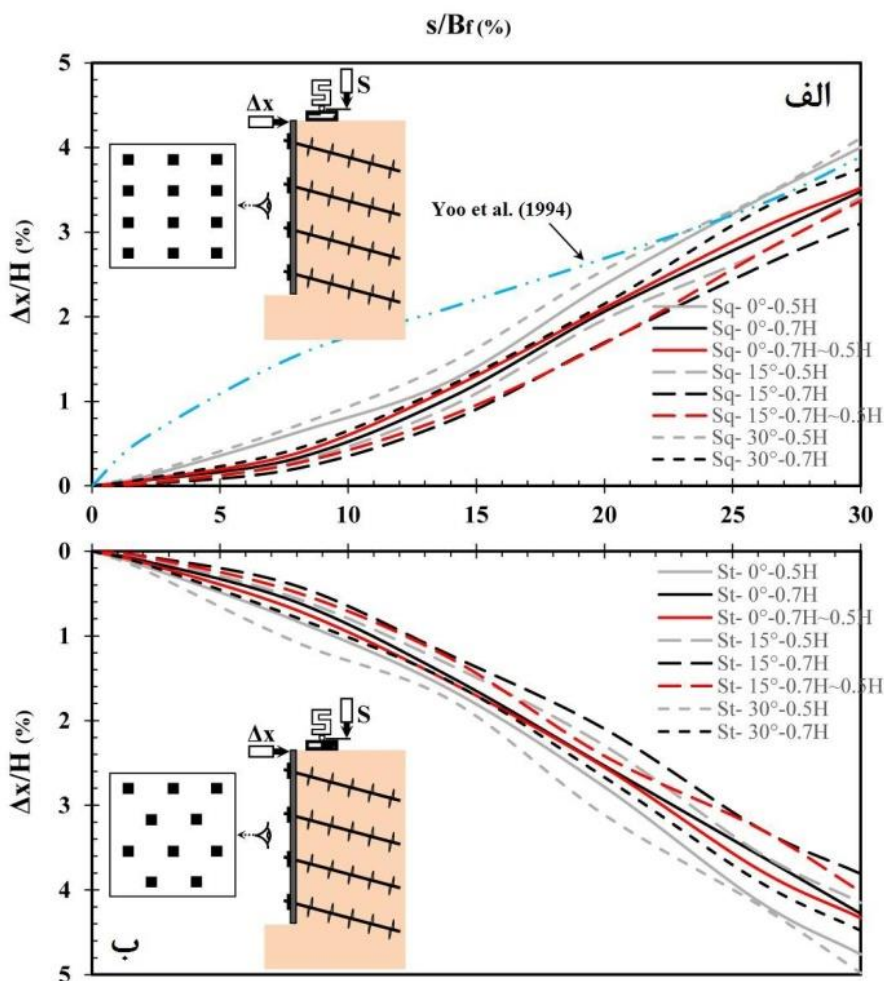 s/Bf (%)
5
4
3
2
1
0
Δx/H (%)
الف
S
Δx
Yoo et al. (1994)
Sq- 0°-0.5H
Sq- 0°-0.7H
Sq- 0°-0.7H~0.5H
Sq- 15°-0.5H
Sq- 15°-0.7H
Sq- 15°-0.7H~0.5H
Sq- 30°-0.5H
Sq- 30°-0.7H
0 5 10 15 20 25 30
0
1
2
3
4
5
Δx/H (%)
St- 0°-0.5H
St- 0°-0.7H
St- 0°-0.7H~0.5H
St- 15°-0.5H
St- 15°-0.7H
St- 15°-0.7H~0.5H
St- 30°-0.5H
St- 30°-0.7H
S
Δx
ب